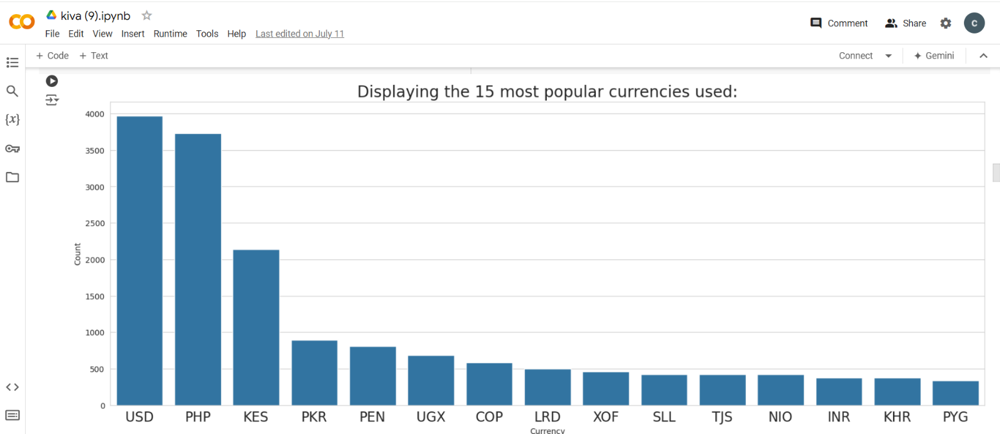 kiva (9).ipynb
File Edit View Insert Runtime Tools Help Last edited on July 11
Comment Share C
+ Code + Text
Connect Gemini
{x}
Displaying the 15 most popular currencies used:
4000
3500
3000
2500
2000
1500
1000
500
0
Count
USD PHP KES PKR PEN UGX COP LRD XOF SLL TJS NIO INR KHR PYG
Currency